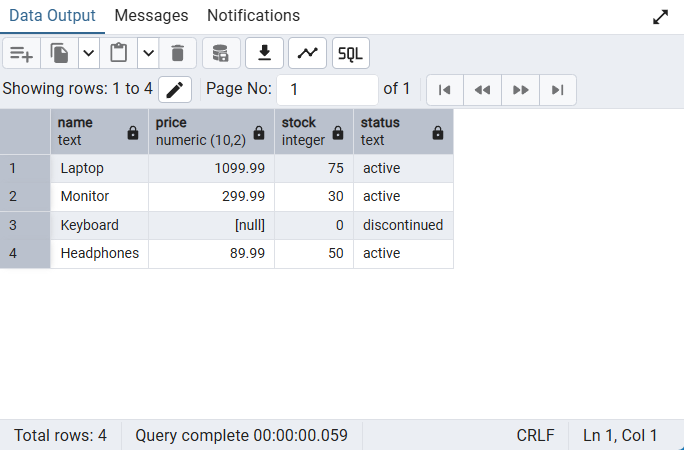 Data Output Messages Notifications
SQL
Showing rows: 1 to 4 Page No: 1 of 1
name price stock status
text numeric (10,2) integer text
1 Laptop 1099.99 75 active
2 Monitor 299.99 30 active
3 Keyboard [null] 0 discontinued
4 Headphones 89.99 50 active
Total rows: 4 Query complete 00:00:00.059 CRLF Ln 1, Col 1